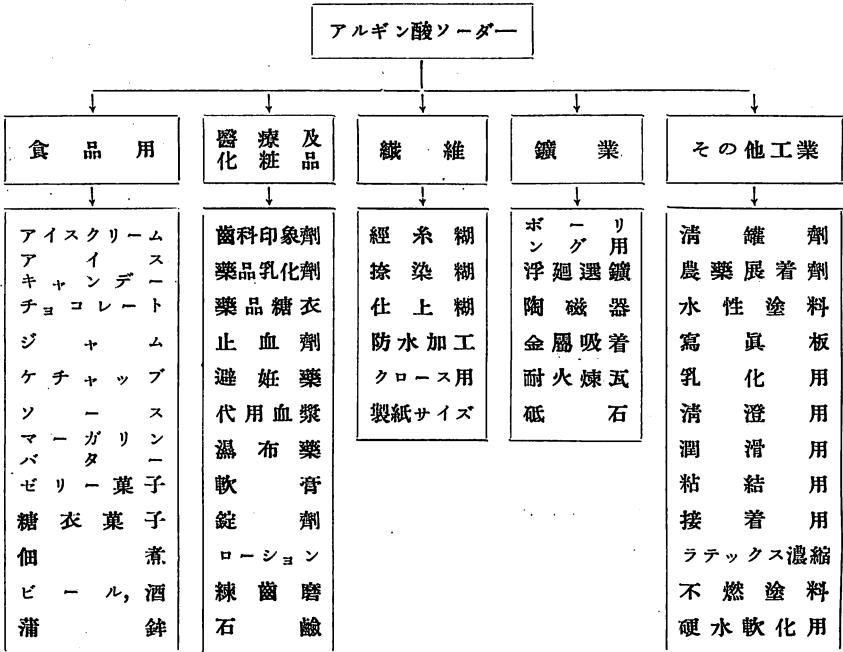 アルギン酸ソーダー
食品用
醫療及
化粧品
纎維
鑛業
その他工業
アイスクリーム
アイス
キャンデー
チョコレート
ジャム
ケチャップ
ソース
マーガリン
バター
ゼリー菓子
糖衣菓子
佃煮
ビール,酒
蒲鉾
齒科印象劑
藥品乳化劑
藥品糖衣
止血劑
避妊藥
代用血漿
濕布藥
軟膏
錠劑
ローション
練齒磨
石鹼
經糸糊
捺染糊
仕上糊
防水加工
クロース用
製紙サイズ
ボーリ
ング用
浮廻選鑛
陶磁器
金屬吸着
耐火煉瓦
砥石
淸罐劑
農藥展着劑
水性塗料
寫眞板
乳化用
淸澄用
潤滑用
粘結用
接着用
ラテックス濃縮
不燃塗料
硬水軟化用